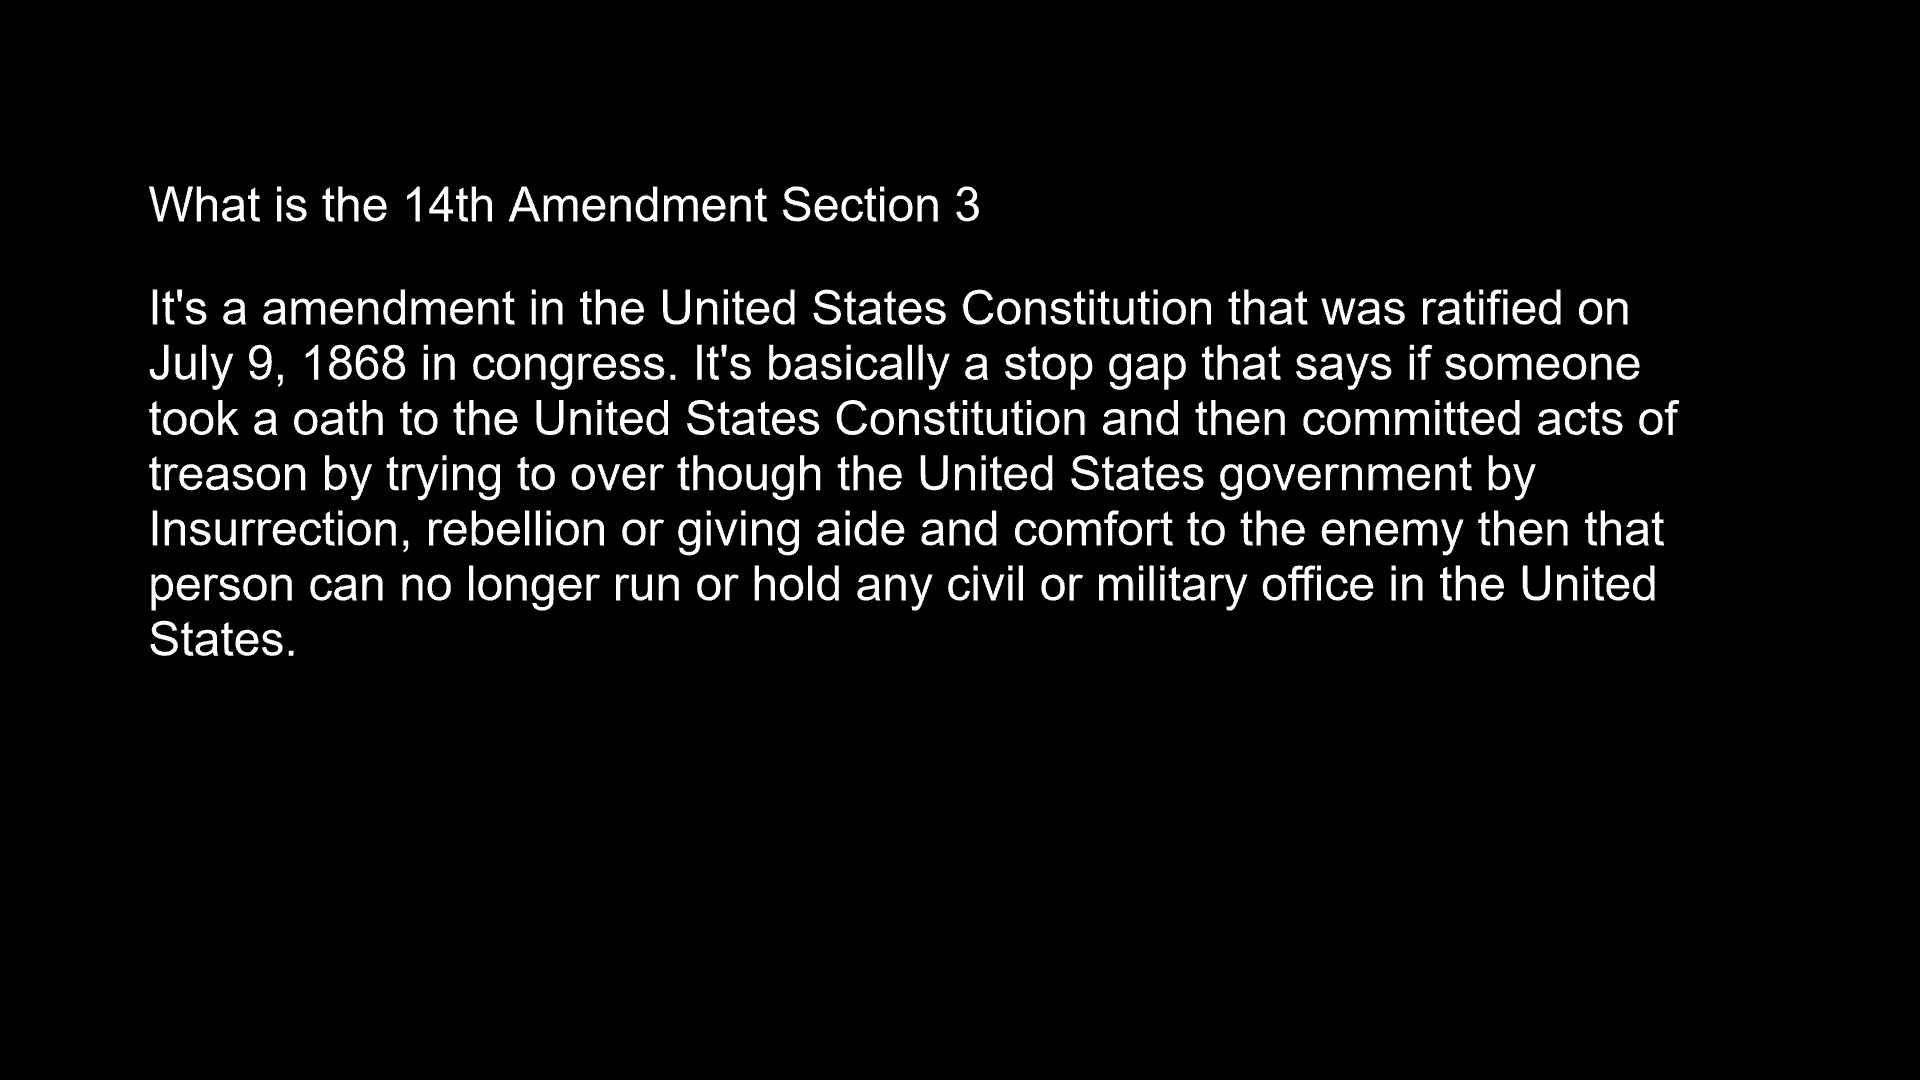 What is the 14th Amendment Section 3
It's a amendment in the United States Constitution that was ratified on
July 9, 1868 in congress. It's basically a stop gap that says if someone
took a oath to the United States Constitution and then committed acts of
treason by trying to over though the United States government by
Insurrection, rebellion or giving aide and comfort to the enemy then that
person can no longer run or hold any civil or military office in the United
States.